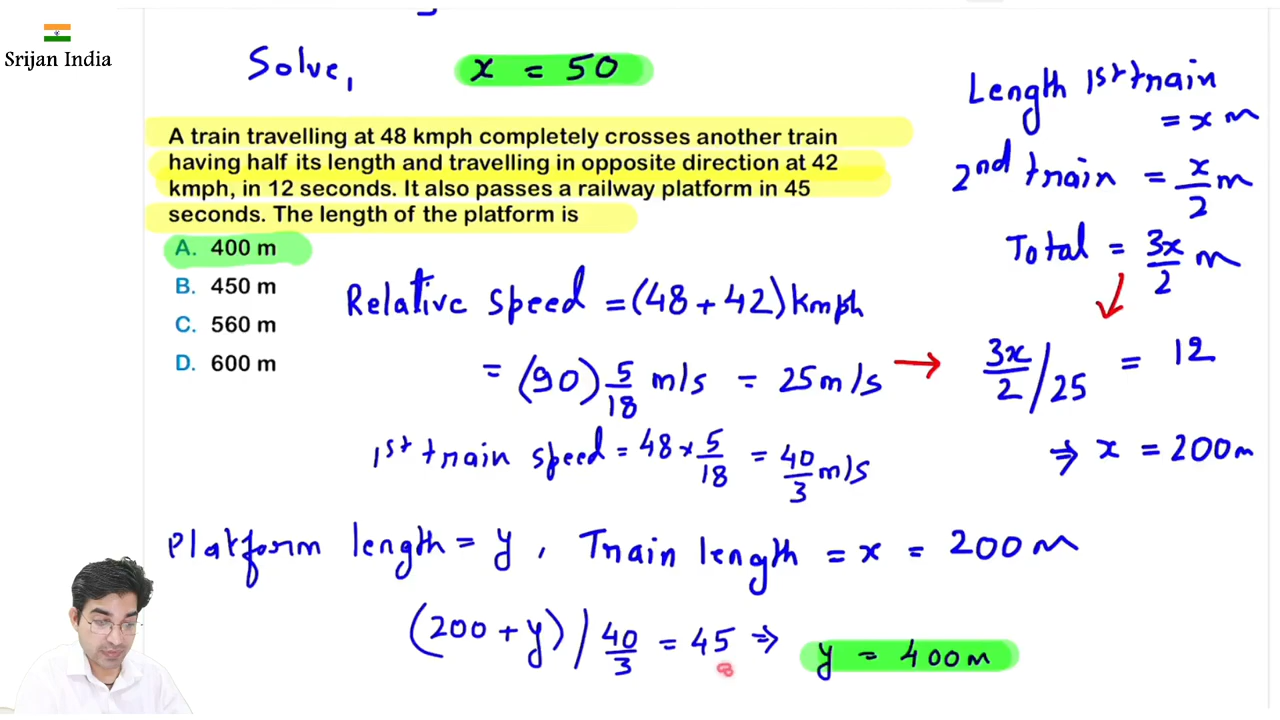 Srijan India
Solve,
x = 50
A train travelling at 48 kmph completely crosses another train
having half its length and travelling in opposite direction at 42
kmph, in 12 seconds. It also passes a railway platform in 45
seconds. The length of the platform is
A. 400 m
B. 450 m
C. 560 m
D. 600 m
Length 1st train
= x m
2nd train = x/2 m
Total = 3x/2 m
Relative speed = (48 + 42) kmph
= (90) 5/18 m/s = 25 m/s →
3x/2 / 25 = 12
⇒ x = 200m
1st train speed = 48 × 5/18 = 40/3 m/s
Platform length = y, Train length = x = 200 m
(200 + y) / 40/3 = 45 ⇒ y = 400m